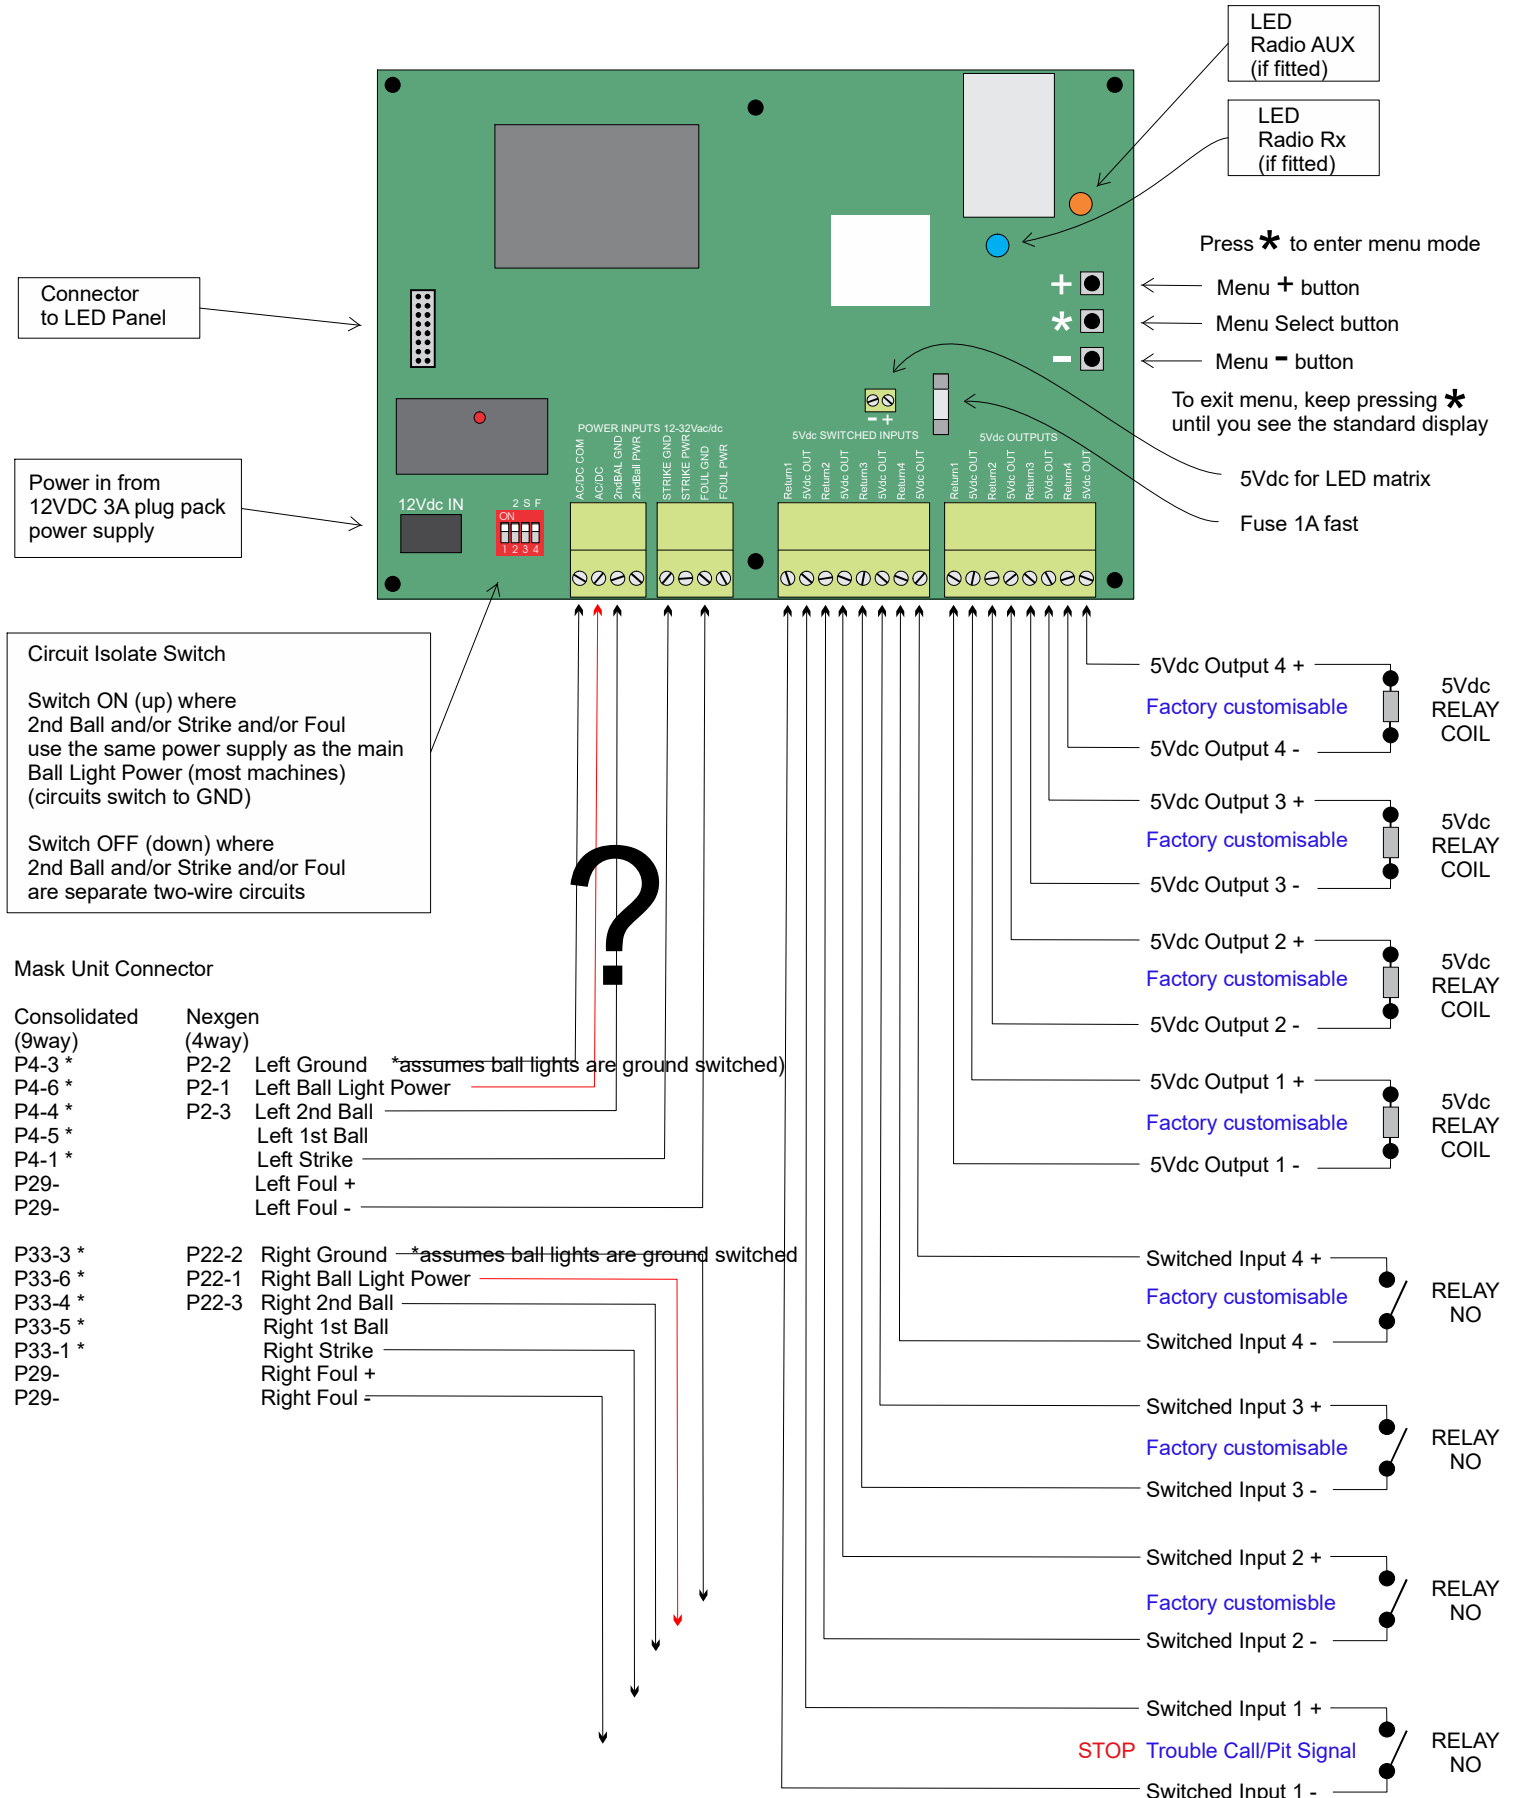 LED
Radio AUX
(if fitted)
LED
Radio Rx
(if fitted)
Press * to enter menu mode
Menu + button
Menu Select button
Menu - button
To exit menu, keep pressing *
until you see the standard display
5Vdc for LED matrix
Fuse 1A fast
+
*
-
- +
Connector
to LED Panel
Power in from
12VDC 3A plug pack
power supply
12Vdc IN
2 S F
ON
1 2 3 4
POWER INPUTS 12-32Vac/dc
AC/DC COM
AC/DC
2ndBAL GND
2ndBall PWR
STRIKE GND
STRIKE PWR
FOUL GND
FOUL PWR
5Vdc SWITCHED INPUTS
Return1
5Vdc OUT
Return2
5Vdc OUT
Return3
5Vdc OUT
Return4
5Vdc OUT
5Vdc OUTPUTS
Return1
5Vdc OUT
Return2
5Vdc OUT
Return3
5Vdc OUT
Return4
5Vdc OUT
Circuit Isolate Switch
Switch ON (up) where
2nd Ball and/or Strike and/or Foul
use the same power supply as the main
Ball Light Power (most machines)
(circuits switch to GND)
Switch OFF (down) where
2nd Ball and/or Strike and/or Foul
are separate two-wire circuits
?
Mask Unit Connector
Consolidated Nexgen
(9way) (4way)
P4-3 * P2-2 Left Ground *assumes ball lights are ground switched)
P4-6 * P2-1 Left Ball Light Power
P4-4 * P2-3 Left 2nd Ball
P4-5 * Left 1st Ball
P4-1 * Left Strike
P29- Left Foul +
P29- Left Foul -
P33-3 * P22-2 Right Ground *assumes ball lights are ground switched
P33-6 * P22-1 Right Ball Light Power
P33-4 * P22-3 Right 2nd Ball
P33-5 * Right 1st Ball
P33-1 * Right Strike
P29- Right Foul +
P29- Right Foul -
5Vdc Output 4 +
Factory customisable
5Vdc Output 4 -
5Vdc
RELAY
COIL
5Vdc Output 3 +
Factory customisable
5Vdc Output 3 -
5Vdc
RELAY
COIL
5Vdc Output 2 +
Factory customisable
5Vdc Output 2 -
5Vdc
RELAY
COIL
5Vdc Output 1 +
Factory customisable
5Vdc Output 1 -
5Vdc
RELAY
COIL
Switched Input 4 +
Factory customisable
Switched Input 4 -
RELAY
NO
Switched Input 3 +
Factory customisable
Switched Input 3 -
RELAY
NO
Switched Input 2 +
Factory customisble
Switched Input 2 -
RELAY
NO
Switched Input 1 +
STOP Trouble Call/Pit Signal
Switched Input 1 -
RELAY
NO